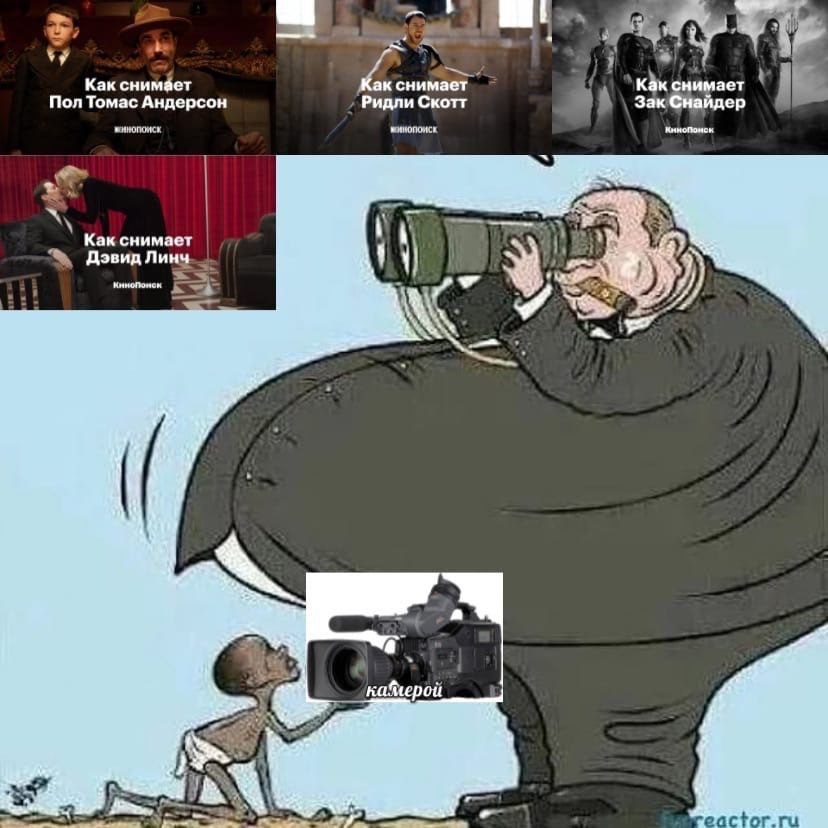 Как снимает
Пол Томас Андерсон
КИНОПОИСК
Как снимает
Ридли Скотт
КИНОПОИСК
Как снимает
Зак Снайдер
КиноПоиск
Как снимает
Дэвид Линч
КиноПоиск
камерой
reactor.ru